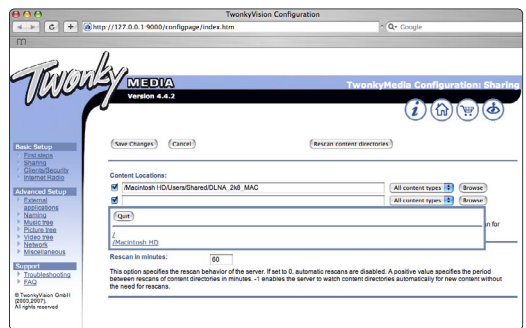 TwonkyVision Configuration
http://127.0.0.1:9000/configpage/index.htm
Google
Twonky
MEDIA
Version 4.4.2
TwonkyMedia Configuration: Sharing
Save Changes
Cancel
Rescan content directories
Basic Setup
First steps
Sharing
Clients/Security
Internet Radio
Advanced Setup
External applications
Naming
Music tree
Picture tree
Video tree
Network
Miscellaneous
Support
Troubleshooting
FAQ
© TwonkyVision GmbH
(2003,2007).
All rights reserved
Content Locations:
/Macintosh HD/Users/Shared/DLNA_2k8_MAC
All content types
Browse
All content types
Browse
Quit
/
/Macintosh HD
n for
Rescan in minutes:
60
This option specifies the rescan behavior of the server. If set to 0, automatic rescans are disabled. A positive value specifies the period
between rescans of content directories in minutes. -1 enables the server to watch content directories automatically for new content without
the need for rescans.